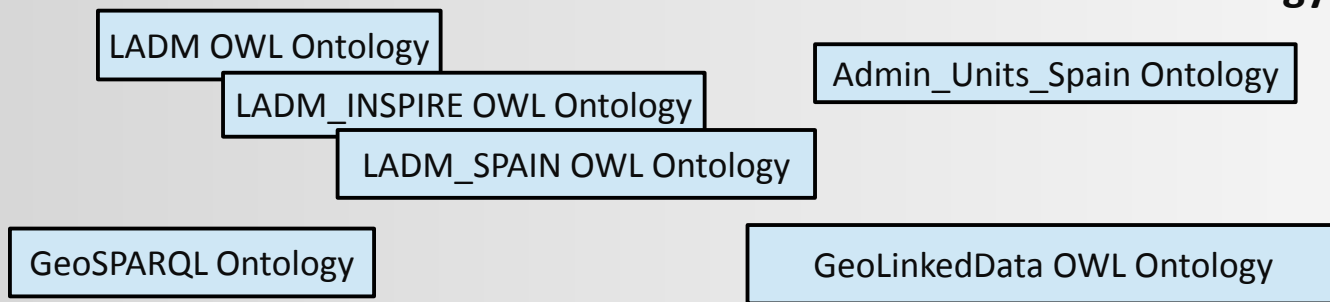 LADM OWL Ontology
Admin_Units_Spain Ontology
LADM_INSPIRE OWL Ontology
LADM_SPAIN OWL Ontology
GeoSPARQL Ontology
GeoLinkedData OWL Ontology